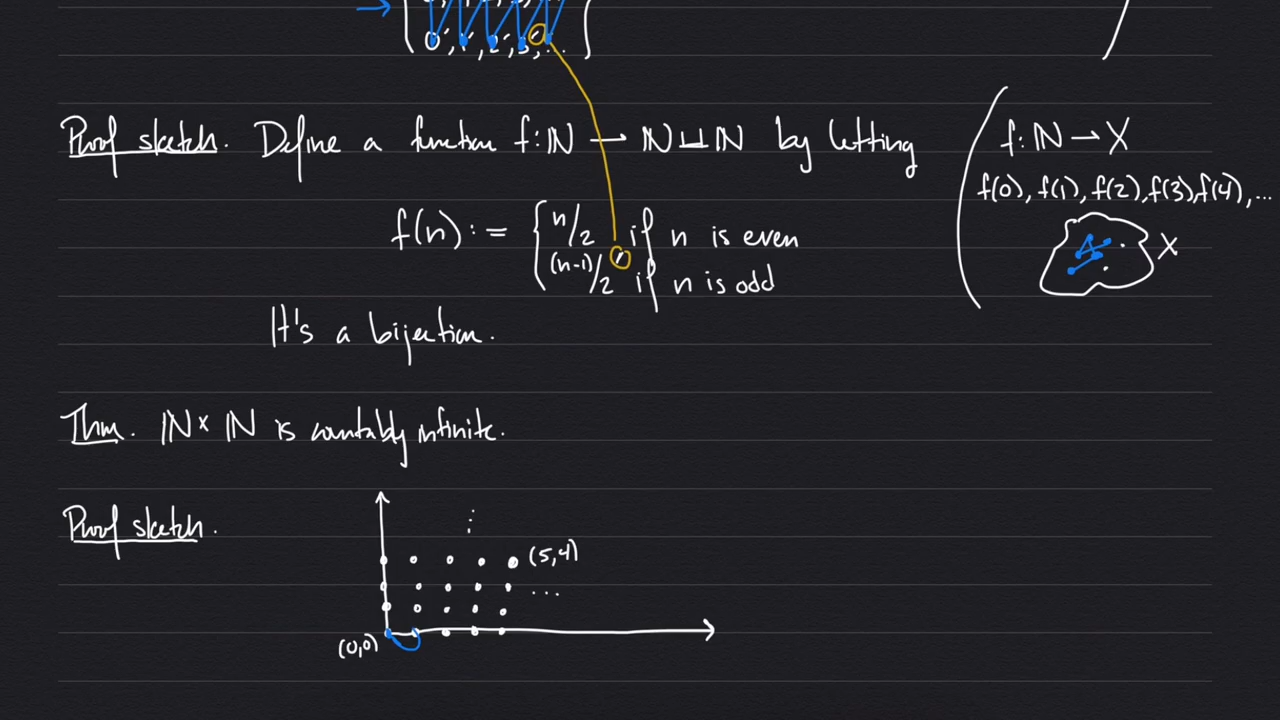 0, 1', 2', 3', ...
Proof sketch. Define a function f: ℕ → ℕ ⊔ ℕ by letting
f(n) := { n/2 if n is even
(n-1)/2' if n is odd
It's a bijection.
f: ℕ → X
f(0), f(1), f(2), f(3), f(4), ...
X
Thm. ℕ × ℕ is countably infinite.
Proof sketch.
⋮
(5,4)
...
(0,0)